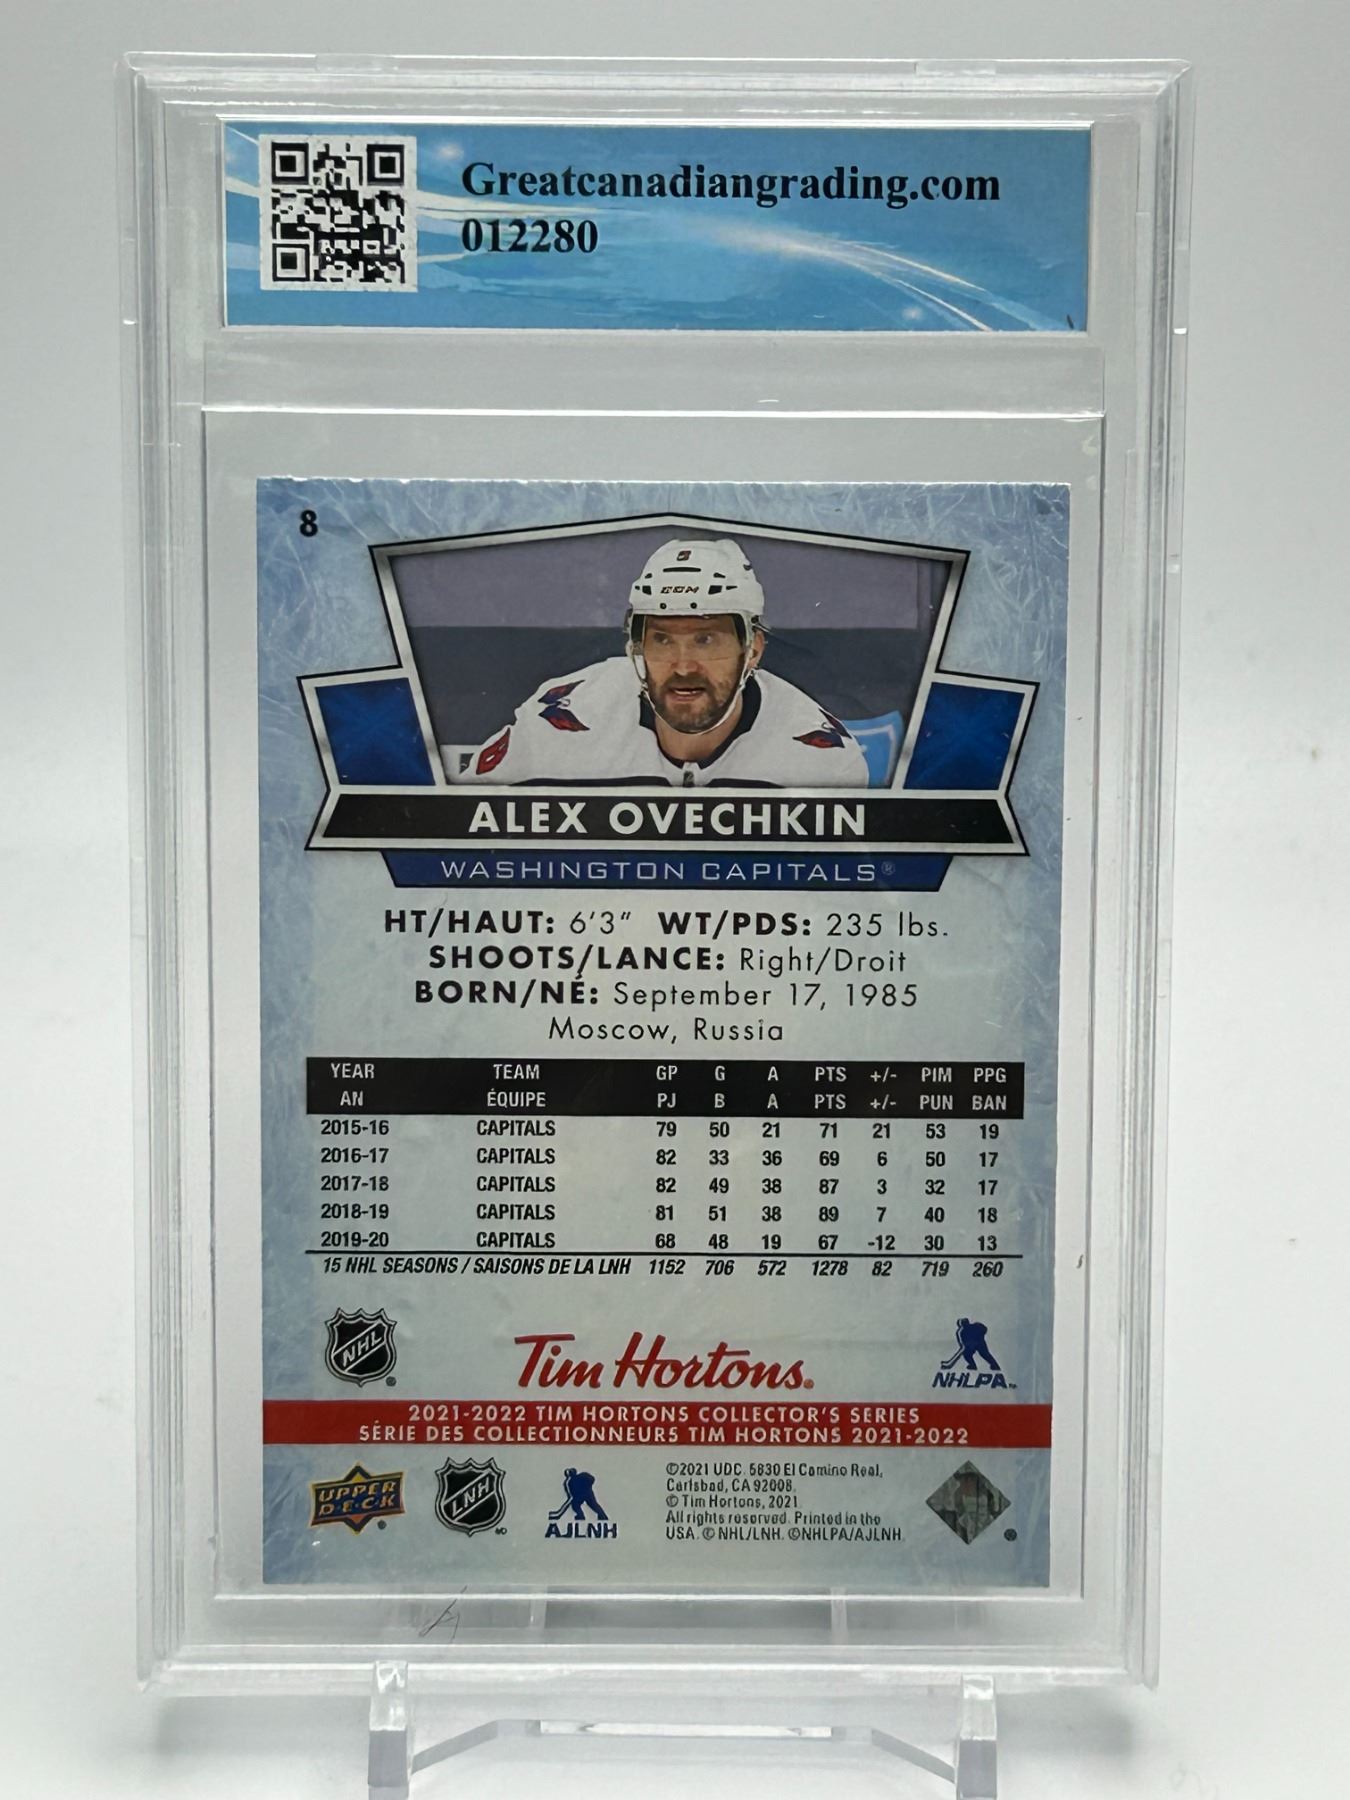 Greatcanadiangrading.com
012280
8
CCM
ALEX OVECHKIN
WASHINGTON CAPITALS®
HT/HAUT: 6'3" WT/PDS: 235 lbs.
SHOOTS/LANCE: Right/Droit
BORN/NÉ: September 17, 1985
Moscow, Russia
YEAR TEAM GP G A PTS +/- PIM PPG
AN ÉQUIPE PJ B A PTS +/- PUN BAN
2015-16 CAPITALS 79 50 21 71 21 53 19
2016-17 CAPITALS 82 33 36 69 6 50 17
2017-18 CAPITALS 82 49 38 87 3 32 17
2018-19 CAPITALS 81 51 38 89 7 40 18
2019-20 CAPITALS 68 48 19 67 -12 30 13
15 NHL SEASONS / SAISONS DE LA LNH 1152 706 572 1278 82 719 260
NHL ® Tim Hortons® NHLPA™
2021-2022 TIM HORTONS COLLECTOR'S SERIES
SÉRIE DES COLLECTIONNEURS TIM HORTONS 2021-2022
UPPER DECK ® LNH AJLNH
©2021 UDC. 5830 El Camino Real,
Carlsbad, CA 92008.
© Tim Hortons, 2021
All rights reserved. Printed in the
USA. © NHL/LNH. ©NHLPA/AJLNH.